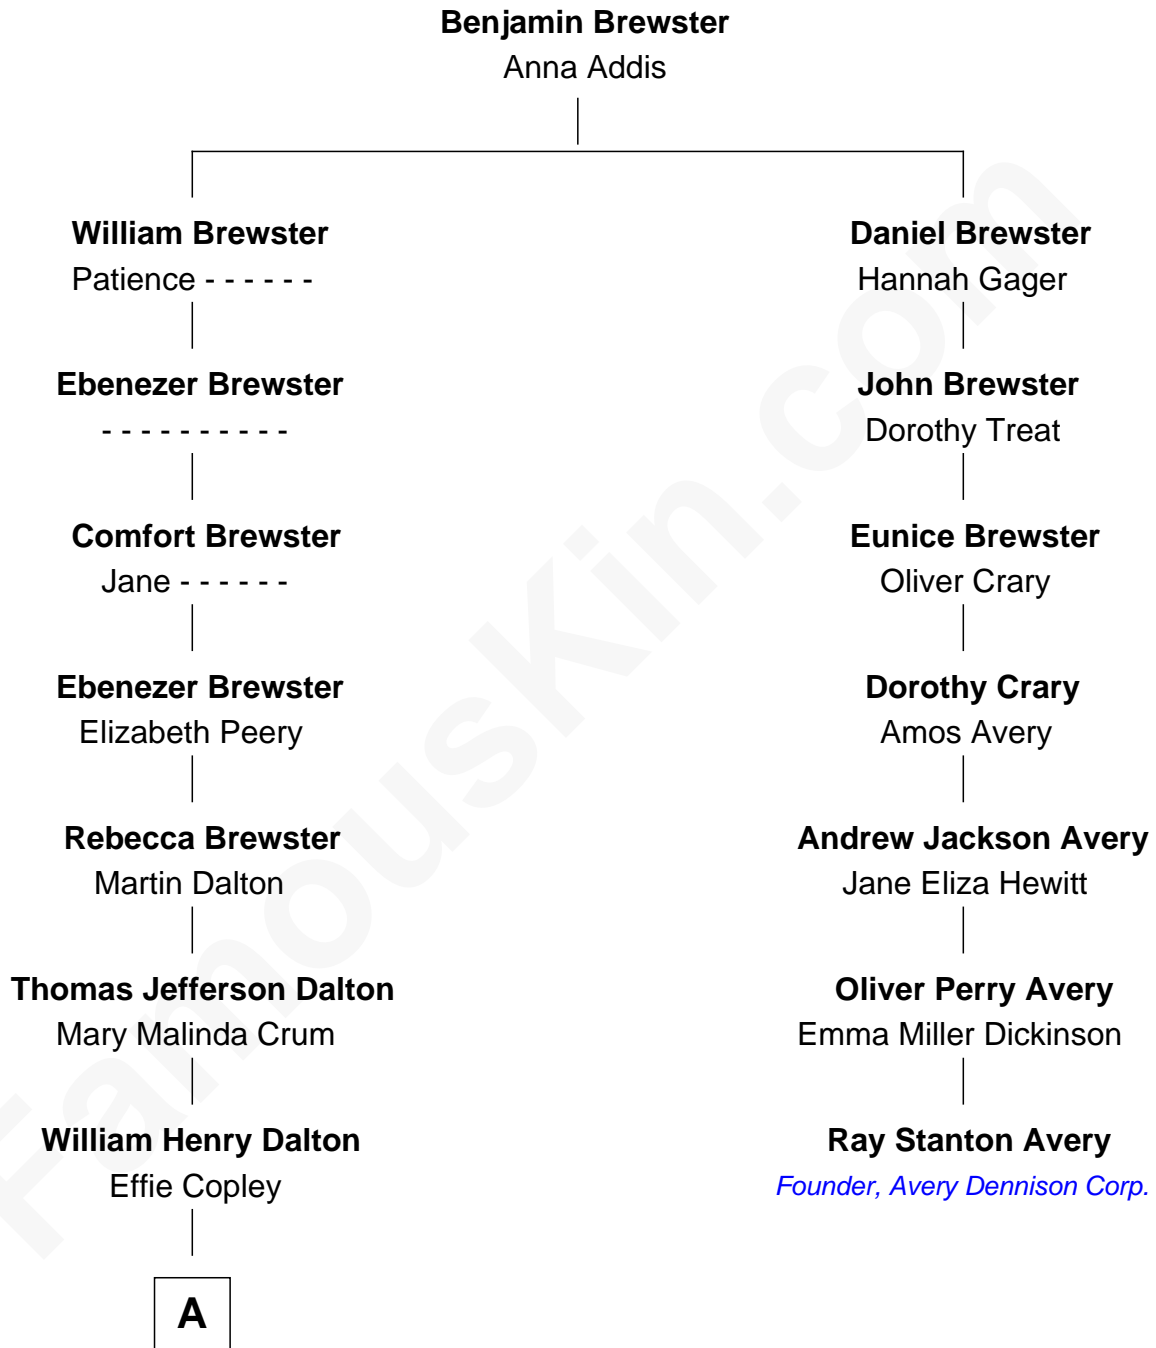 Benjamin Brewster
Anna Addis
William Brewster
Patience - - - - - -
Daniel Brewster
Hannah Gager
Ebenezer Brewster
- - - - - - - - - -
John Brewster
Dorothy Treat
Comfort Brewster
Jane - - - - - -
Eunice Brewster
Oliver Crary
Ebenezer Brewster
Elizabeth Peery
Dorothy Crary
Amos Avery
Rebecca Brewster
Martin Dalton
Andrew Jackson Avery
Jane Eliza Hewitt
Thomas Jefferson Dalton
Mary Malinda Crum
Oliver Perry Avery
Emma Miller Dickinson
William Henry Dalton
Effie Copley
Ray Stanton Avery
Founder, Avery Dennison Corp.
A
FamousKin.com